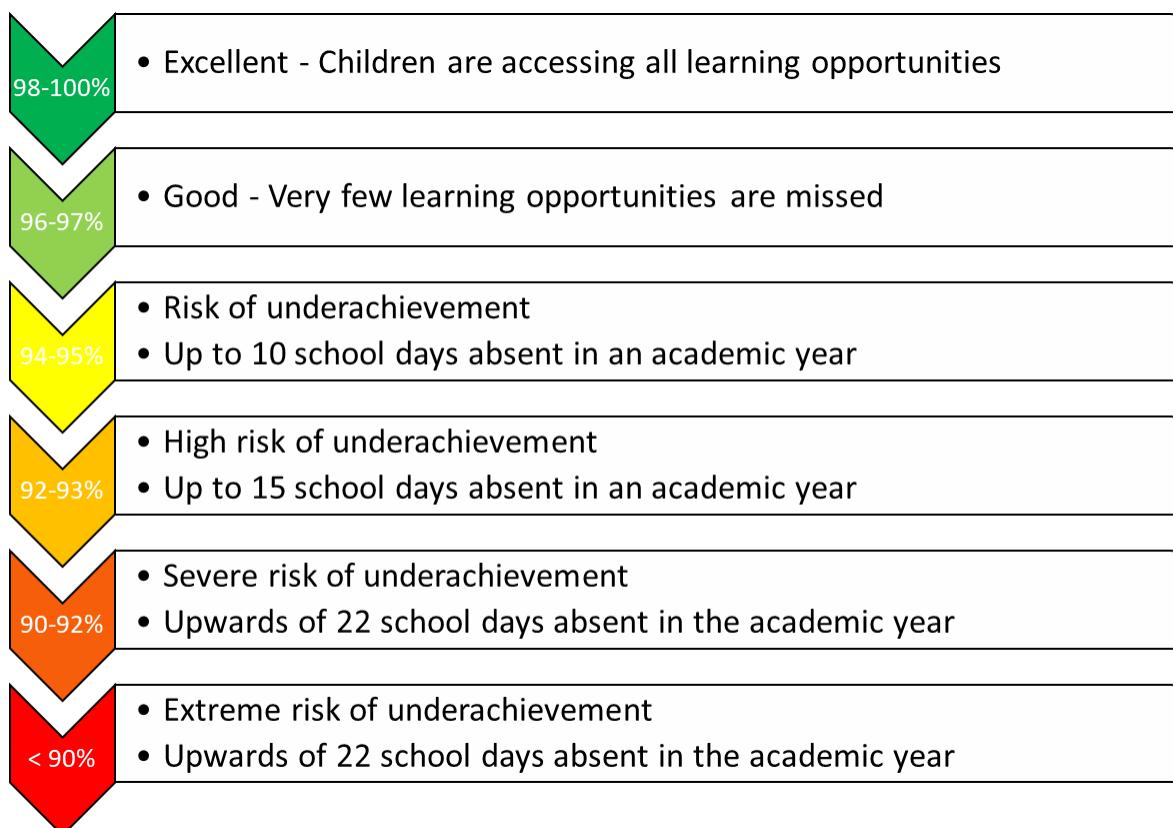 98-100%
• Excellent - Children are accessing all learning opportunities
96-97%
• Good - Very few learning opportunities are missed
94-95%
• Risk of underachievement
• Up to 10 school days absent in an academic year
92-93%
• High risk of underachievement
• Up to 15 school days absent in an academic year
90-92%
• Severe risk of underachievement
• Upwards of 22 school days absent in the academic year
< 90%
• Extreme risk of underachievement
• Upwards of 22 school days absent in the academic year